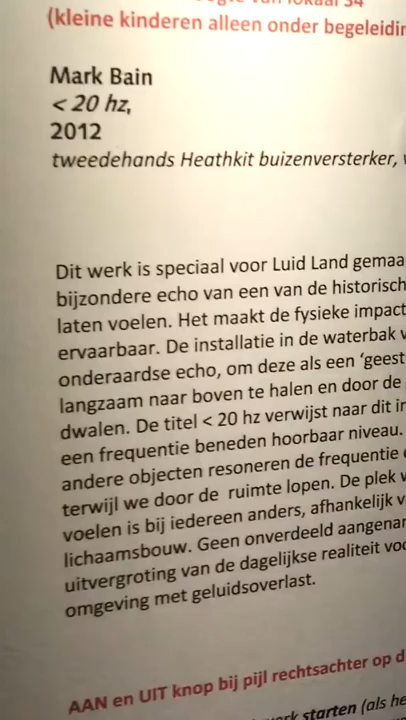 lokaal 34
(kleine kinderen alleen onder
Mark Bain
< 20 hz,
2012
tweedehands Heathkit buizenversterker,
Dit werk is speciaal voor Luid Land
bijzondere echo van een van de
laten voelen. Het maakt de fysieke impact
ervaarbaar. De installatie in de waterbak
onderaardse echo, om deze als een 'geest
langzaam naar boven te halen en door de
dwalen. De titel < 20 hz verwijst naar dit
een frequentie beneden hoorbaar niveau.
andere objecten resoneren de frequentie
terwijl we door de ruimte lopen. De plek
voelen is bij iedereen anders, afhankelijk
lichaamsbouw. Geen onverdeeld
uitvergroting van de dagelijkse realiteit
omgeving met geluidsoverlast.
AAN en UIT knop bij pijl rechtsachter op
starten (als